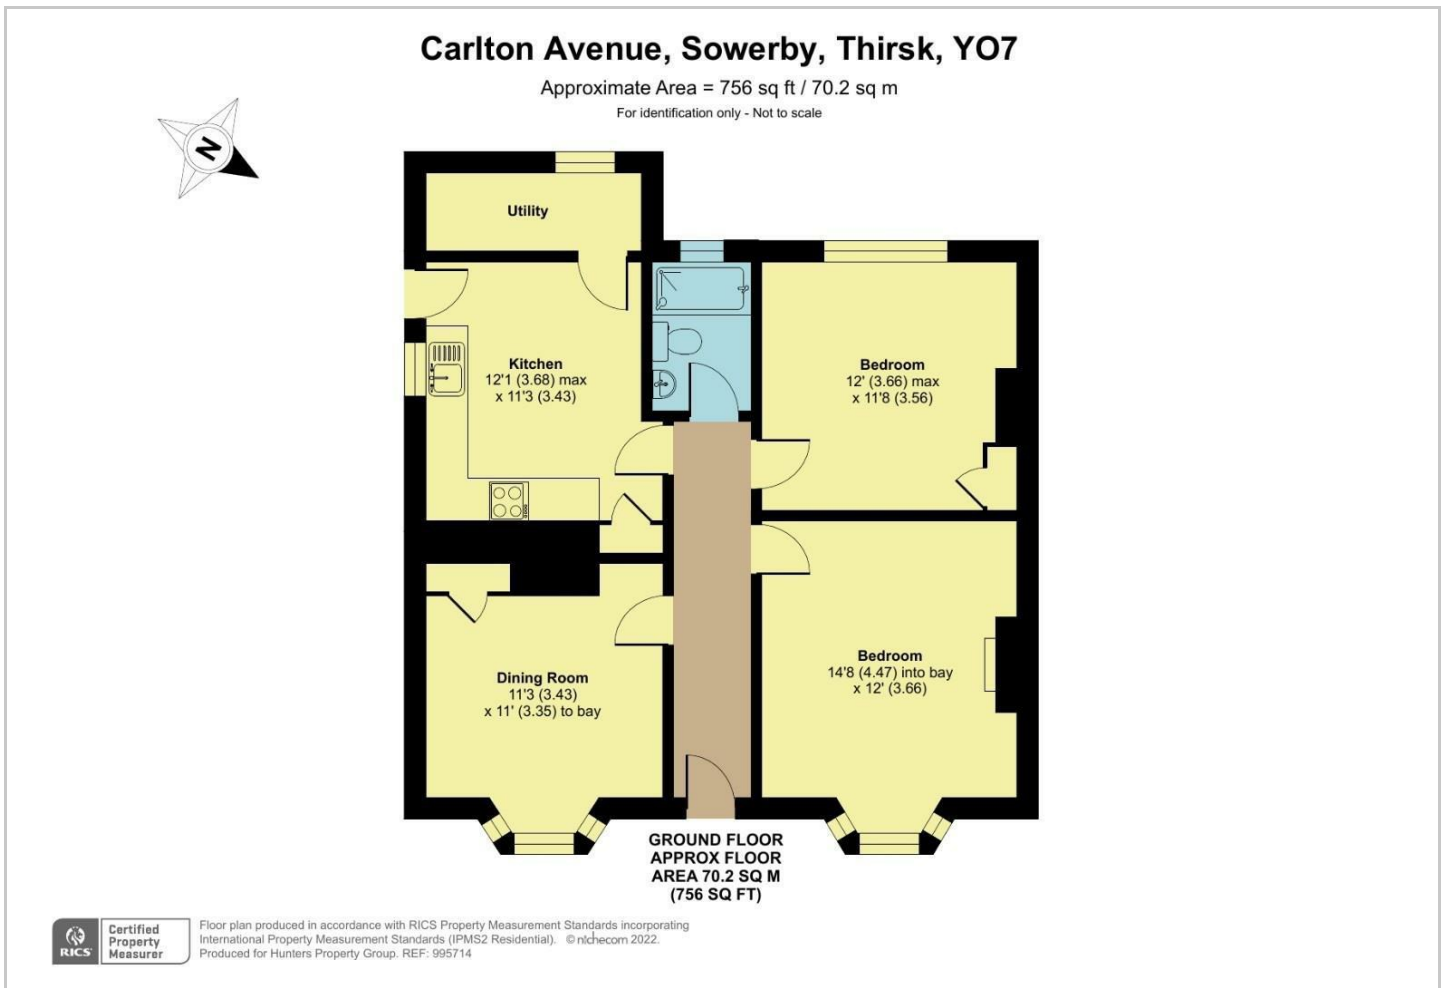 Carlton Avenue, Sowerby, Thirsk, YO7
Approximate Area = 756 sq ft / 70.2 sq m
For identification only - Not to scale
N
Utility
Kitchen
12'1 (3.68) max
x 11'3 (3.43)
Bedroom
12' (3.66) max
x 11'8 (3.56)
Dining Room
11'3 (3.43)
x 11' (3.35) to bay
Bedroom
14'8 (4.47) into bay
x 12' (3.66)
GROUND FLOOR
APPROX FLOOR
AREA 70.2 SQ M
(756 SQ FT)
RICS
Certified
Property
Measurer
Floor plan produced in accordance with RICS Property Measurement Standards incorporating
International Property Measurement Standards (IPMS2 Residential). © nichecom 2022.
Produced for Hunters Property Group. REF: 995714